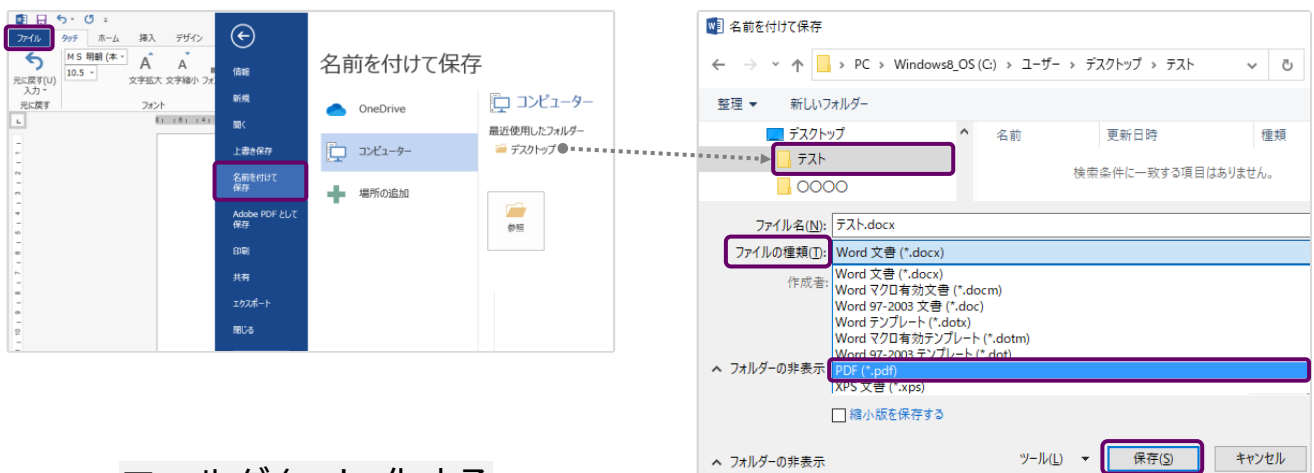 ファイル タッチ ホーム 挿入 デザイン
元に戻す(U)
入力
元に戻す
MS 明朝 (本
10.5
文字拡大 文字縮小
フォント
情報
新規
開く
上書き保存
名前を付けて
保存
Adobe PDF として
保存
印刷
共有
エクスポート
閉じる
名前を付けて保存
OneDrive
コンピューター
場所の追加
コンピューター
最近使用したフォルダー
デスクトップ
参照
名前を付けて保存
PC > Windows8_OS (C:) > ユーザー > デスクトップ > テスト
整理 新しいフォルダー
デスクトップ
テスト
〇〇〇〇
名前 更新日時 種類
検索条件に一致する項目はありません。
ファイル名(N): テスト.docx
ファイルの種類(T): Word 文書 (*.docx)
作成者:
Word 文書 (*.docx)
Word マクロ有効文書 (*.docm)
Word 97-2003 文書 (*.doc)
Word テンプレート (*.dotx)
Word マクロ有効テンプレート (*.dotm)
Word 97-2003 テンプレート (*.dot)
PDF (*.pdf)
XPS 文書 (*.xps)
フォルダーの非表示
縮小版を保存する
フォルダーの非表示
ツール(L) 保存(S) キャンセル